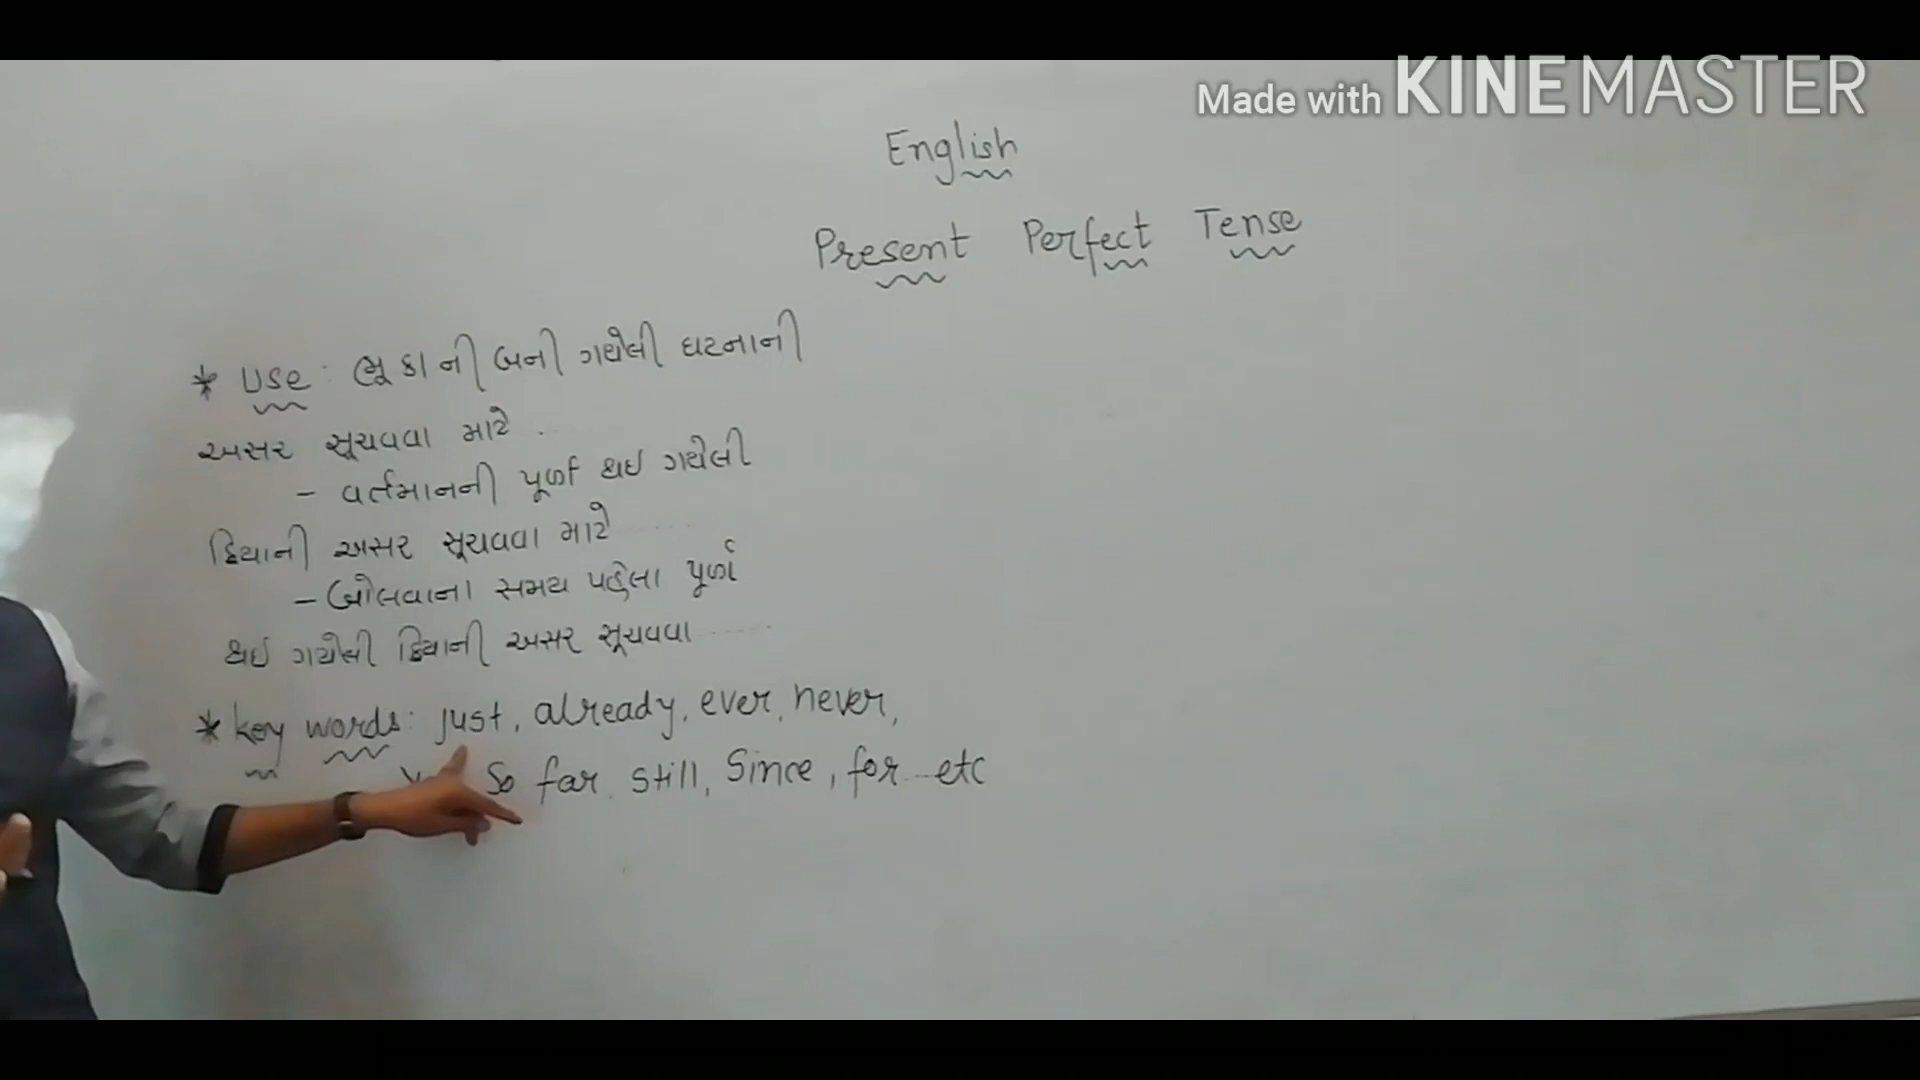 Made with KINEMASTER
English
Present Perfect Tense
* Use: ભૂકાની બની ગયેલી ઘટનાની
અસર સૂચવવા માટે.
- વર્તમાનની પૂર્ણ થઇ ગયેલી
ક્રિયાની અસર સૂચવવા માટે
- બોલવાના સમય પહેલા પૂર્ણ
થઇ ગયેલી ક્રિયાની અસર સૂચવવા
* key words: just, already, ever, never,
So far, still, Since, for etc